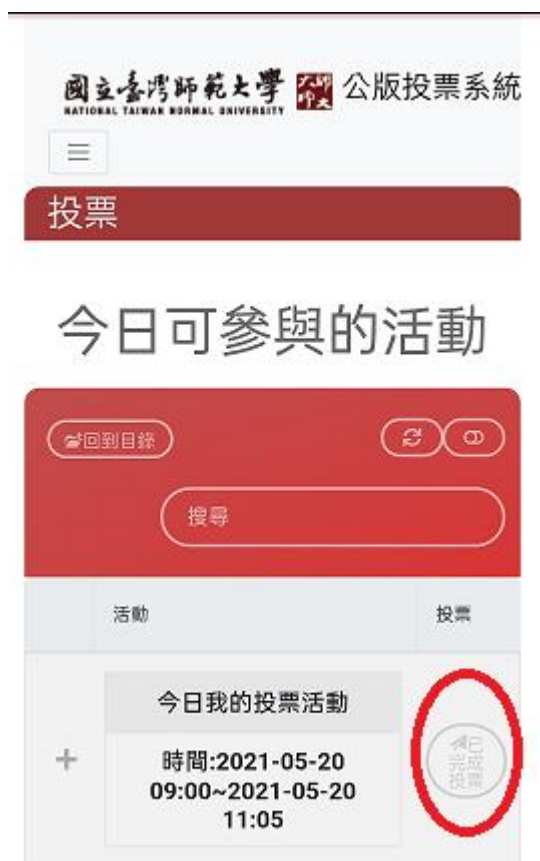 國立臺灣師範大學 師大 公版投票系統
NATIONAL TAIWAN NORMAL UNIVERSITY
投票
今日可參與的活動
回到目錄
搜尋
活動 投票
今日我的投票活動
時間:2021-05-20
09:00~2021-05-20
11:05
已
完成
投票